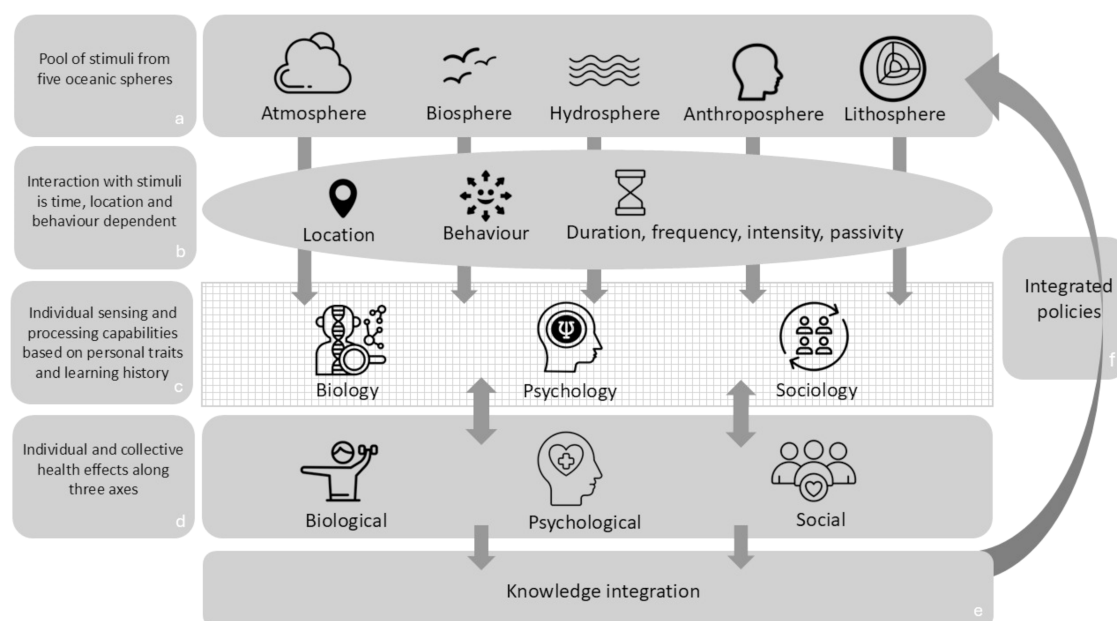 Pool of stimuli from
five oceanic spheres
a
Atmosphere
Biosphere
Hydrosphere
Anthroposphere
Lithosphere
Interaction with stimuli
is time, location and
behaviour dependent
b
Location
Behaviour
Duration, frequency, intensity, passivity
Individual sensing and
processing capabilities
based on personal traits
and learning history
c
Ψ
Biology
Psychology
Sociology
Integrated
policies
f
Individual and collective
health effects along
three axes
d
Biological
Psychological
Social
Knowledge integration
e